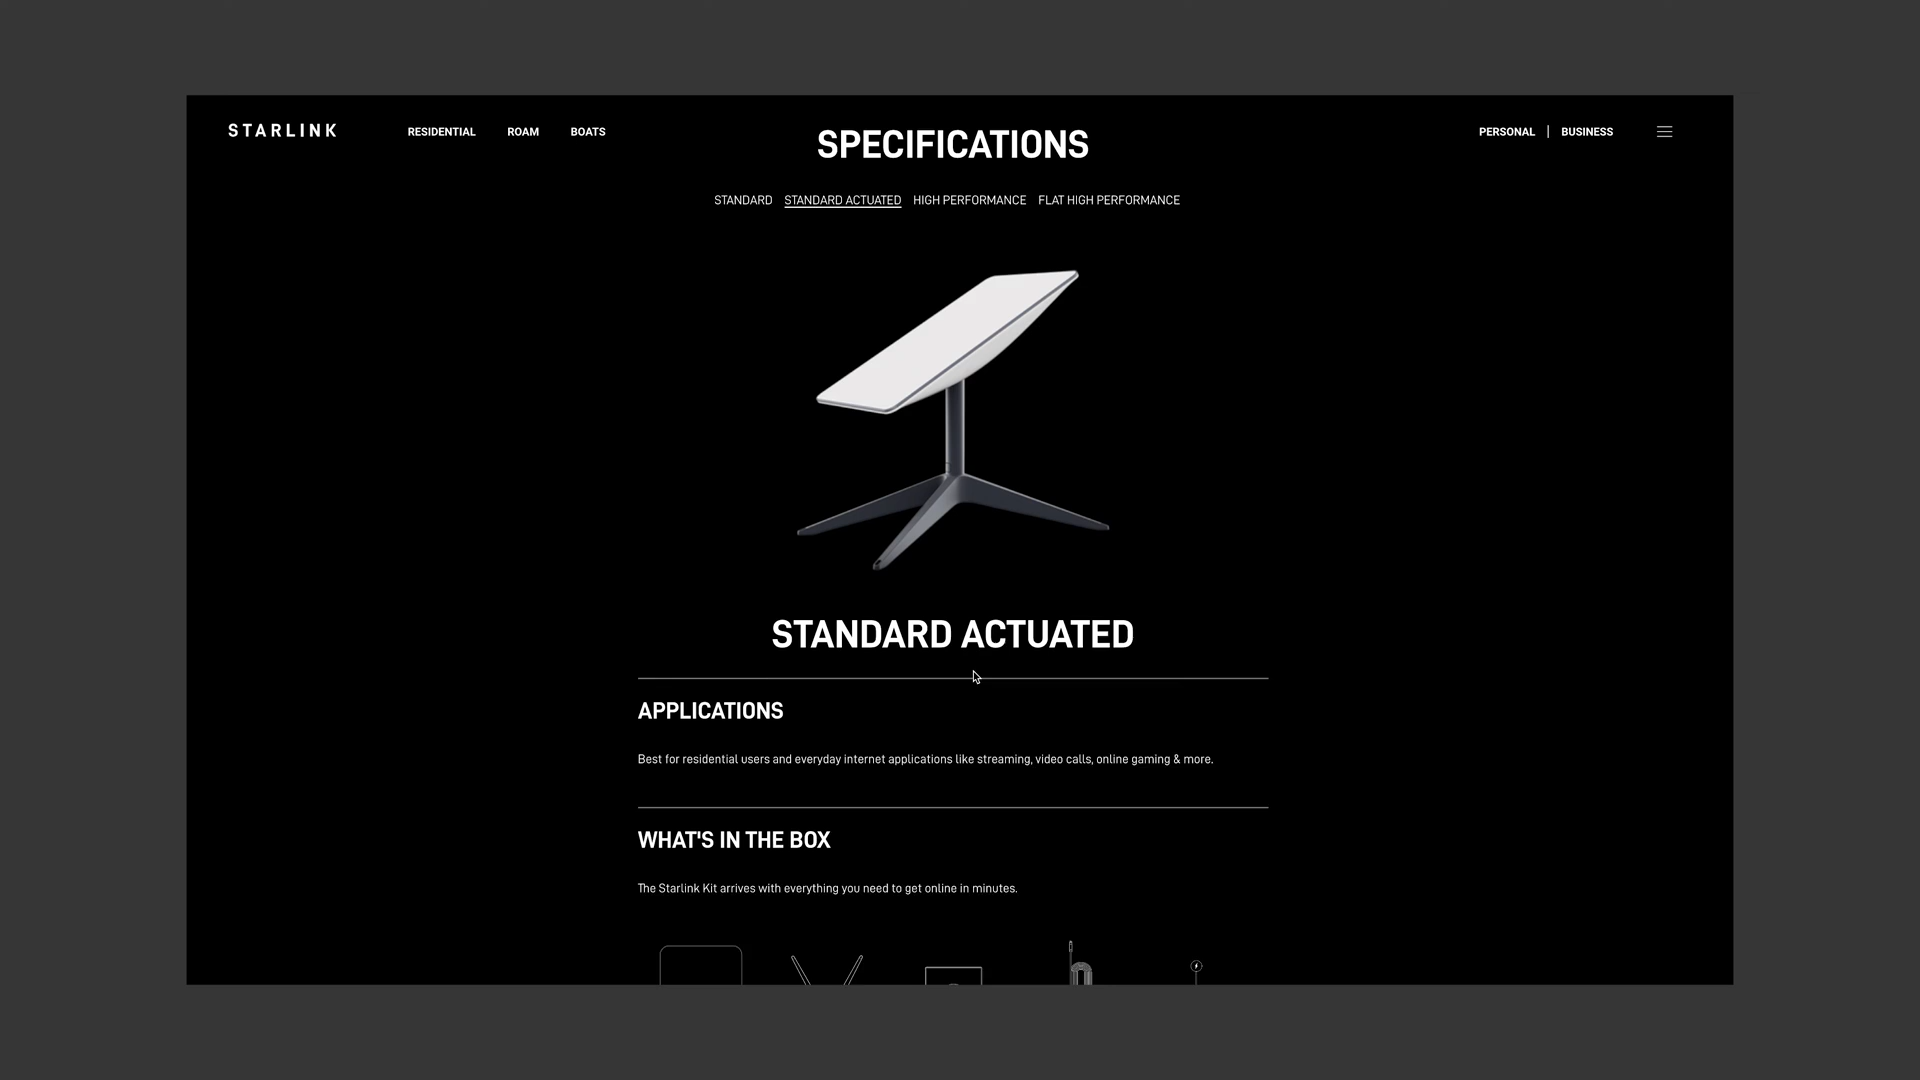 STARLINK RESIDENTIAL ROAM BOATS PERSONAL | BUSINESS
SPECIFICATIONS
STANDARD STANDARD ACTUATED HIGH PERFORMANCE FLAT HIGH PERFORMANCE
STANDARD ACTUATED
APPLICATIONS
Best for residential users and everyday internet applications like streaming, video calls, online gaming & more.
WHAT'S IN THE BOX
The Starlink Kit arrives with everything you need to get online in minutes.